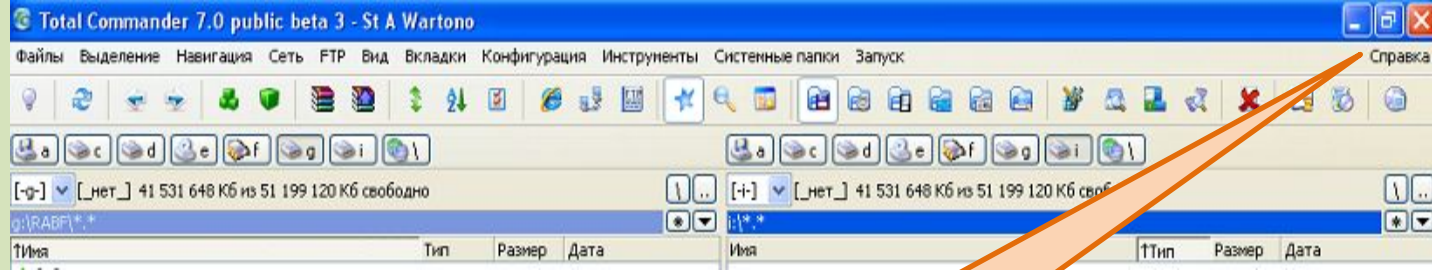 Total Commander 7.0 public beta 3 - St A Wartono
Файлы Выделение Навигация Сеть FTP Вид Вкладки Конфигурация Инструменты Системные папки Запуск Справка
a c d e f g i \ a c d e f g i \
[-g-] [_нет_] 41 531 648 Кб из 51 199 120 Кб свободно \ .. [-i-] [_нет_] 41 531 648 Кб из 51 199 120 Кб \ ..
g:\RABF\*.* * i:\*.* *
↑Имя Тип Размер Дата Имя ↑Тип Размер Дата